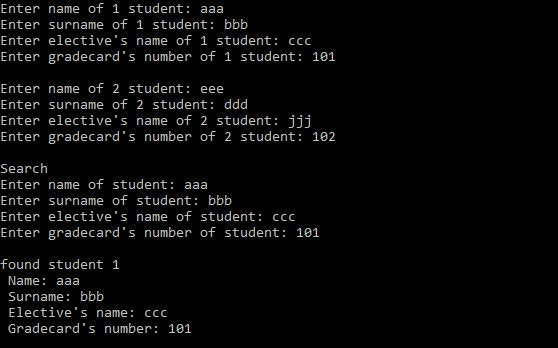 Enter name of 1 student: aaa
Enter surname of 1 student: bbb
Enter elective's name of 1 student: ccc
Enter gradecard's number of 1 student: 101
Enter name of 2 student: eee
Enter surname of 2 student: ddd
Enter elective's name of 2 student: jjj
Enter gradecard's number of 2 student: 102
Search
Enter name of student: aaa
Enter surname of student: bbb
Enter elective's name of student: ccc
Enter gradecard's number of student: 101
found student 1
Name: aaa
Surname: bbb
Elective's name: ccc
Gradecard's number: 101